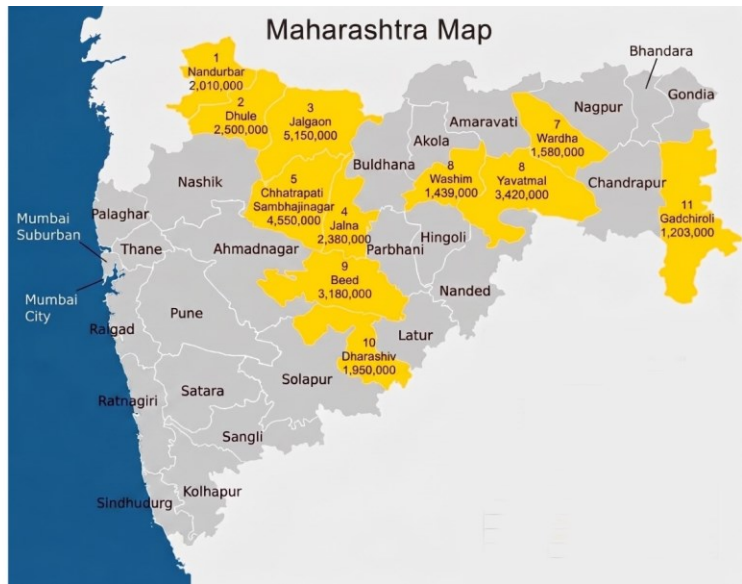 Maharashtra Map
1
Nandurbar
2,010,000
2
Dhule
2,500,000
3
Jalgaon
5,150,000
Bhandara
Gondia
Nagpur
Amaravati
7
Wardha
1,580,000
Akola
Buldhana
8
Washim
1,439,000
8
Yavatmal
3,420,000
Chandrapur
11
Gadchiroli
1,203,000
Nashik
5
Chhatrapati
Sambhajinagar
4,550,000
4
Jalna
2,380,000
Palaghar
Mumbai
Suburban
Thane
Ahmadnagar
Parbhani
Hingoli
9
Beed
3,180,000
Nanded
Mumbai
City
Pune
Raigad
Latur
10
Dharashiv
1,950,000
Solapur
Satara
Ratnagiri
Sangli
Kolhapur
Sindhudurg